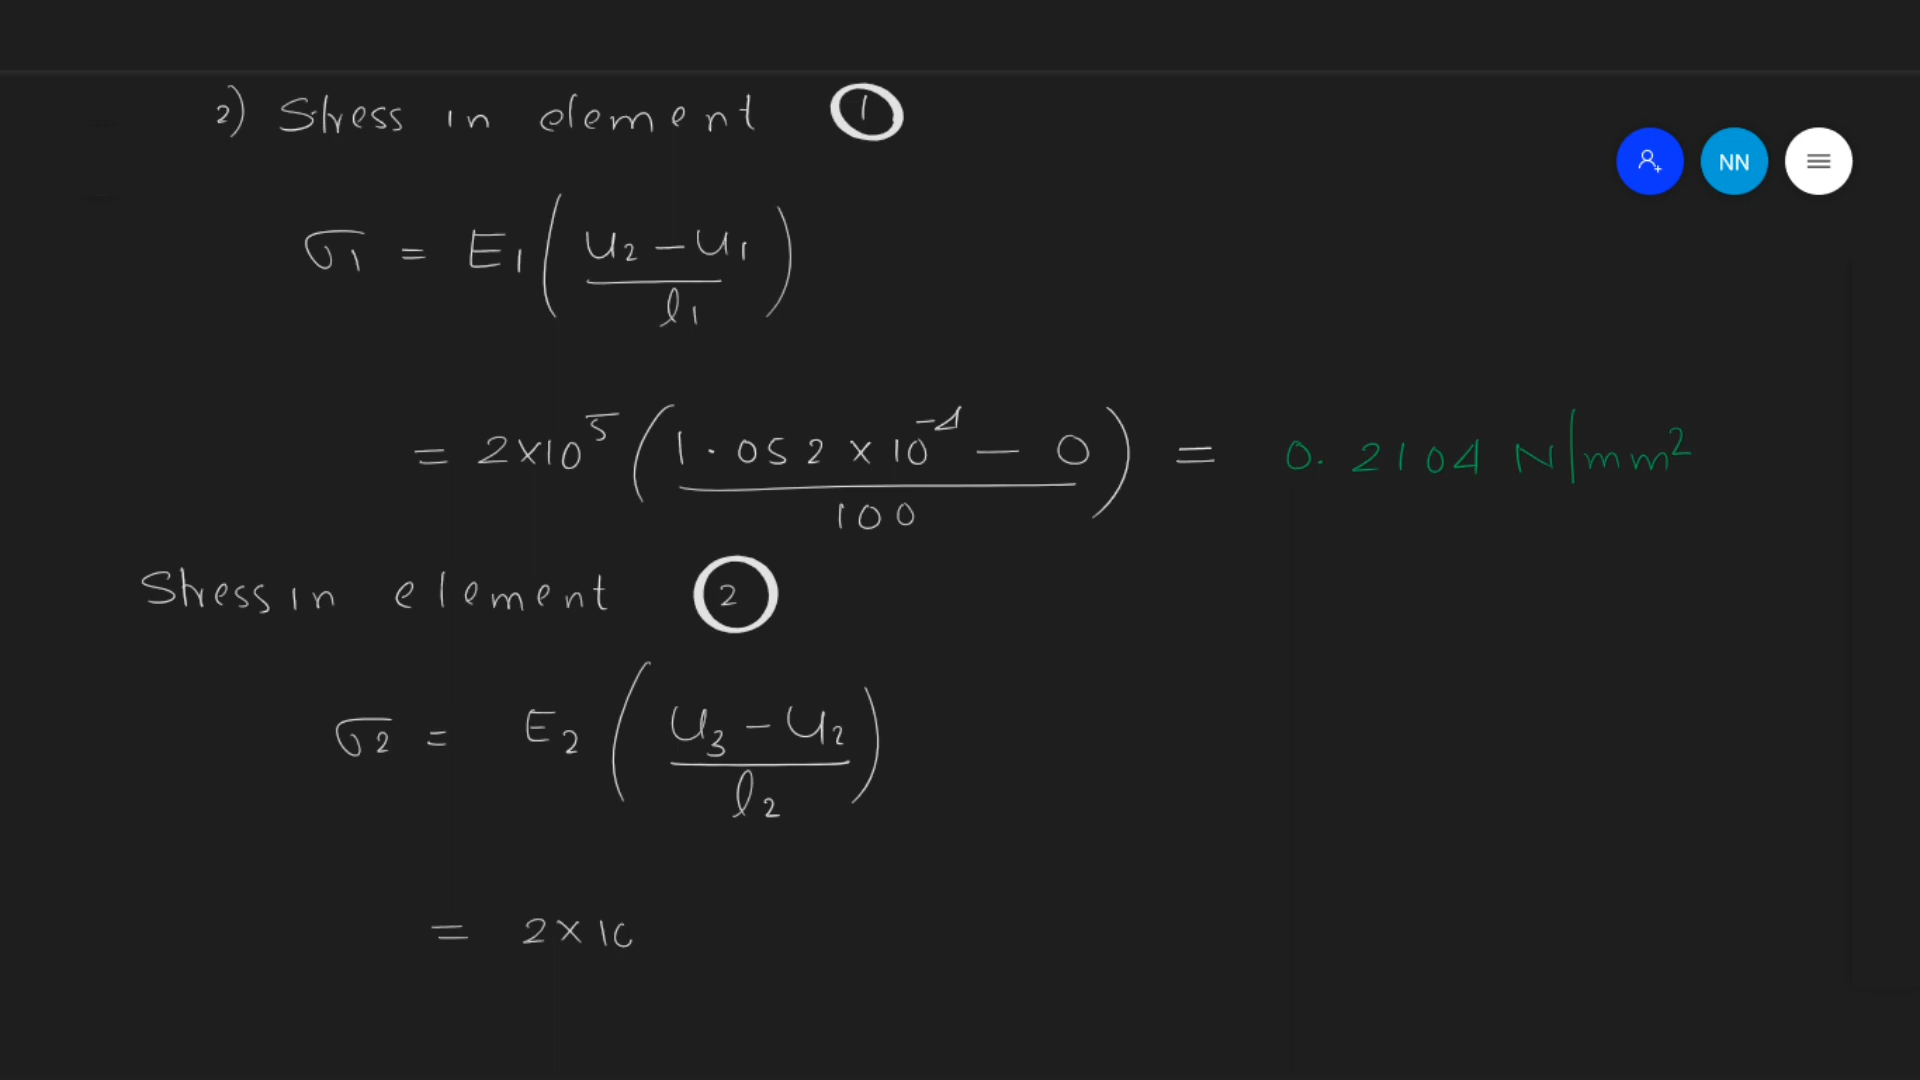 2) Stress in element 1
NN
σ1 = E1 ( u2 - u1 / l1 )
= 2×10^5 ( 1.052 × 10^-4 - 0 / 100 ) = 0.2104 N/mm²
Stress in element 2
σ2 = E2 ( u3 - u2 / l2 )
= 2×10